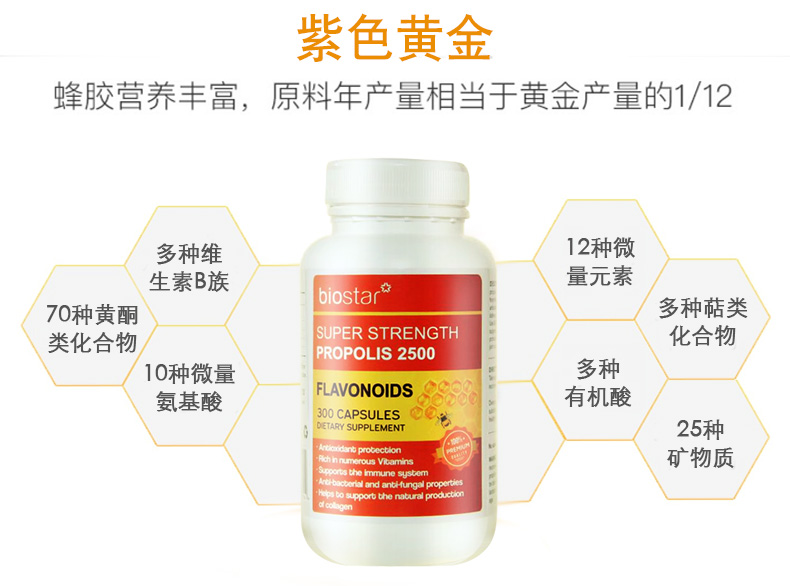 紫色黄金
蜂胶营养丰富，原料年产量相当于黄金产量的1/12
多种维
生素B族
70种黄酮
类化合物
10种微量
氨基酸
12种微
量元素
多种萜类
化合物
多种
有机酸
25种
矿物质
biostar
SUPER STRENGTH
PROPOLIS 2500
FLAVONOIDS
300 CAPSULES
DIETARY SUPPLEMENT
100%
PREMIUM
· Antioxidant protection
· Rich in numerous Vitamins
· Supports the immune system
· Anti-bacterial and anti-fungal properties
· Helps to support the natural production
of collagen